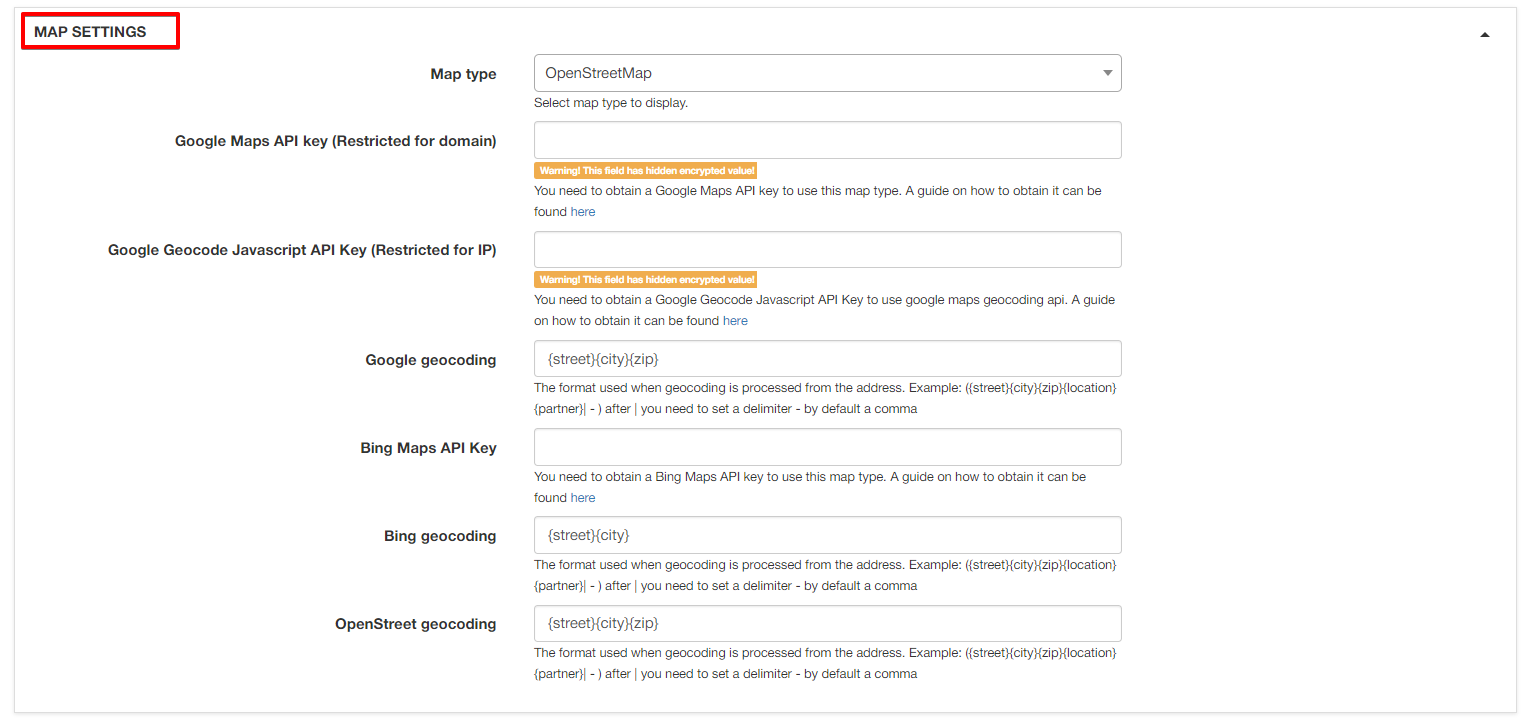 MAP SETTINGS
Map type
OpenStreetMap
Select map type to display.
Google Maps API key (Restricted for domain)
Warning! This field has hidden encrypted value!
You need to obtain a Google Maps API key to use this map type. A guide on how to obtain it can be
found here
Google Geocode Javascript API Key (Restricted for IP)
Warning! This field has hidden encrypted value!
You need to obtain a Google Geocode Javascript API Key to use google maps geocoding api. A guide
on how to obtain it can be found here
Google geocoding
{street}{city}{zip}
The format used when geocoding is processed from the address. Example: ({street}{city}{zip}{location}
{partner}| - ) after | you need to set a delimiter - by default a comma
Bing Maps API Key
You need to obtain a Bing Maps API key to use this map type. A guide on how to obtain it can be
found here
Bing geocoding
{street}{city}
The format used when geocoding is processed from the address. Example: ({street}{city}{zip}{location}
{partner}| - ) after | you need to set a delimiter - by default a comma
OpenStreet geocoding
{street}{city}{zip}
The format used when geocoding is processed from the address. Example: ({street}{city}{zip}{location}
{partner}| - ) after | you need to set a delimiter - by default a comma